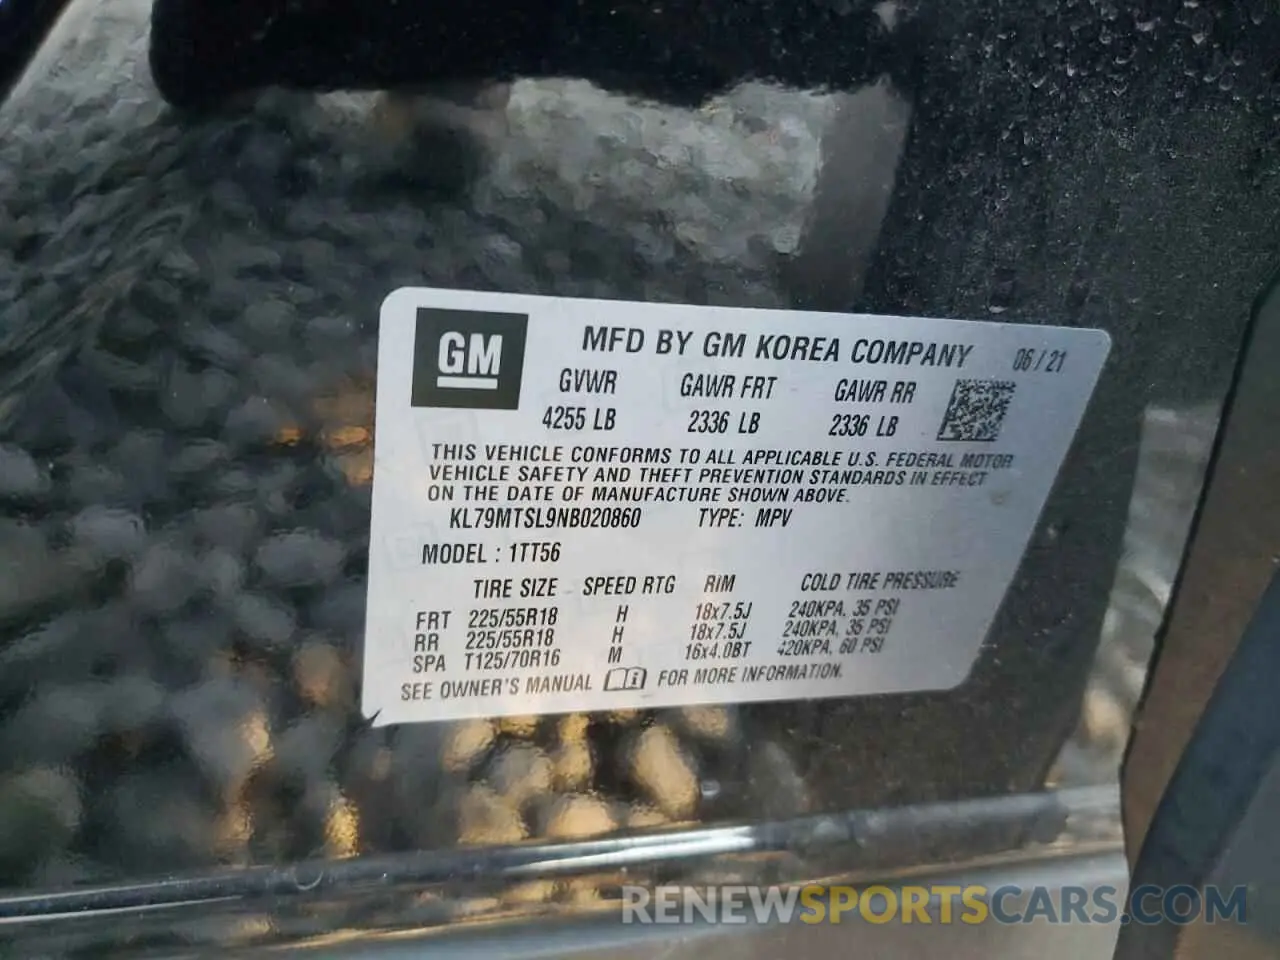 GM
MFD BY GM KOREA COMPANY 06/21
GVWR GAWR FRT GAWR RR
4255 LB 2336 LB 2336 LB
THIS VEHICLE CONFORMS TO ALL APPLICABLE U.S. FEDERAL MOTOR
VEHICLE SAFETY AND THEFT PREVENTION STANDARDS IN EFFECT
ON THE DATE OF MANUFACTURE SHOWN ABOVE.
KL79MTSL9NB020860 TYPE: MPV
MODEL : 1TT56
TIRE SIZE SPEED RTG RIM COLD TIRE PRESSURE
FRT 225/55R18 H 18x7.5J 240KPA, 35 PSI
RR 225/55R18 H 18x7.5J 240KPA, 35 PSI
SPA T125/70R16 M 16x4.0BT 420KPA, 60 PSI
SEE OWNER'S MANUAL i FOR MORE INFORMATION.
RENEWSPORTSCARS.COM